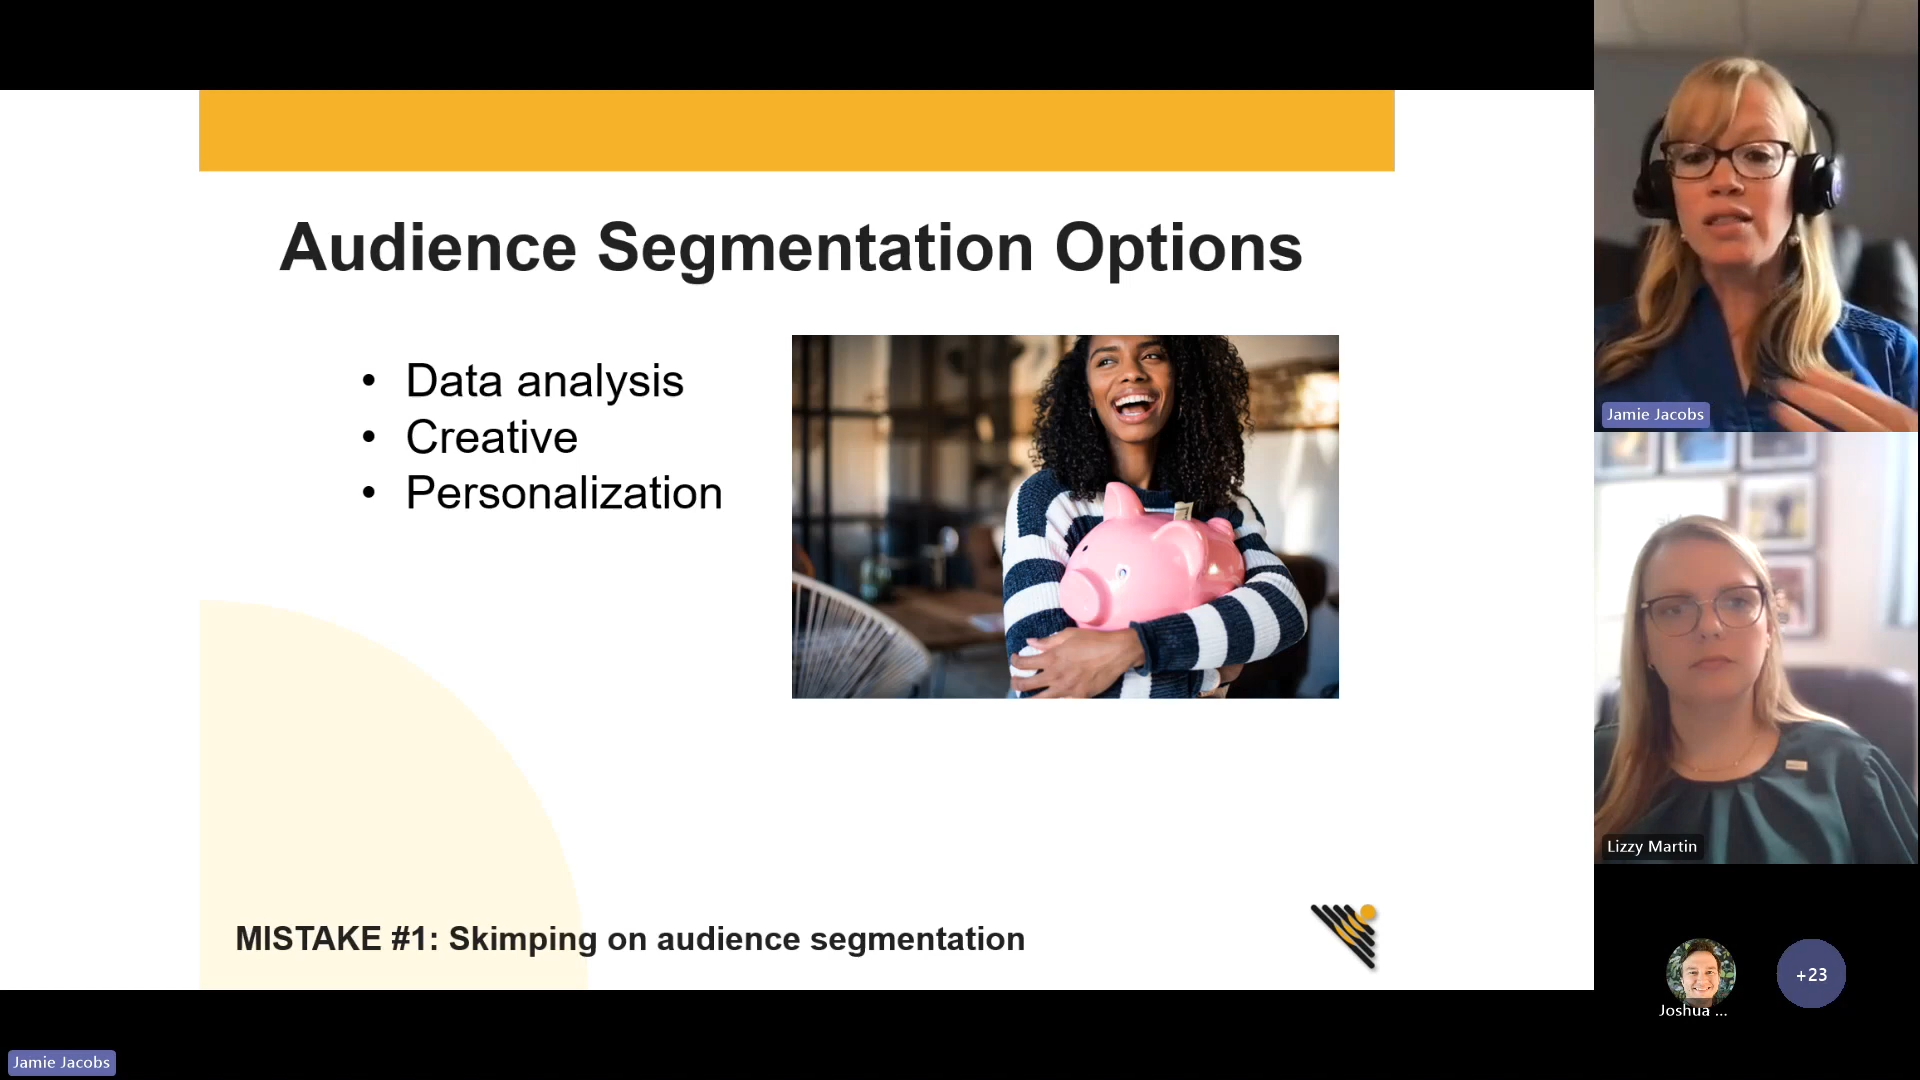 Audience Segmentation Options
• Data analysis
• Creative
• Personalization
MISTAKE #1: Skimping on audience segmentation
Jamie Jacobs
Lizzy Martin
Joshua ...
+23
Jamie Jacobs